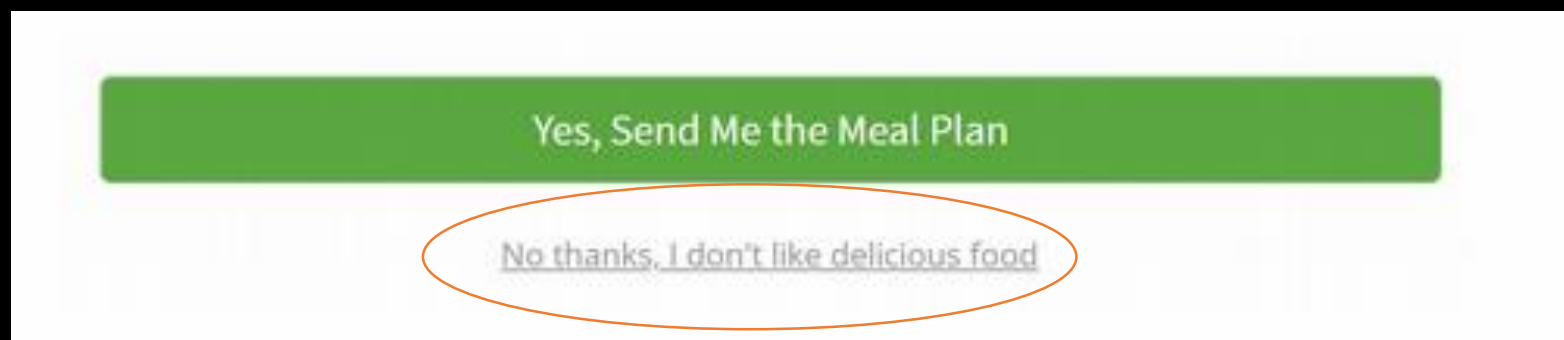 Yes, Send Me the Meal Plan
No thanks, I don't like delicious food